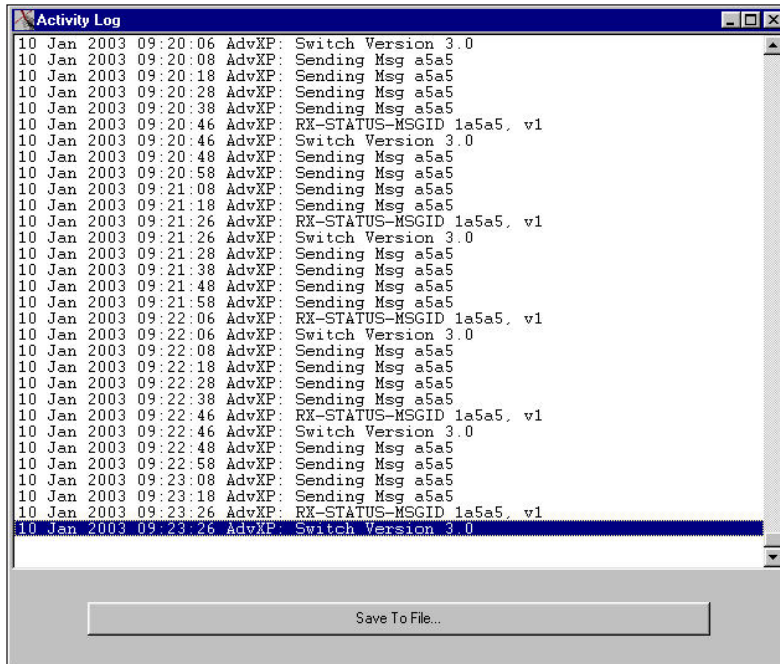 Activity Log
10 Jan 2003 09:20:06 AdvXP: Switch Version 3.0
10 Jan 2003 09:20:08 AdvXP: Sending Msg a5a5
10 Jan 2003 09:20:18 AdvXP: Sending Msg a5a5
10 Jan 2003 09:20:28 AdvXP: Sending Msg a5a5
10 Jan 2003 09:20:38 AdvXP: Sending Msg a5a5
10 Jan 2003 09:20:46 AdvXP: RX-STATUS-MSGID 1a5a5, v1
10 Jan 2003 09:20:46 AdvXP: Switch Version 3.0
10 Jan 2003 09:20:48 AdvXP: Sending Msg a5a5
10 Jan 2003 09:20:58 AdvXP: Sending Msg a5a5
10 Jan 2003 09:21:08 AdvXP: Sending Msg a5a5
10 Jan 2003 09:21:18 AdvXP: Sending Msg a5a5
10 Jan 2003 09:21:26 AdvXP: RX-STATUS-MSGID 1a5a5, v1
10 Jan 2003 09:21:26 AdvXP: Switch Version 3.0
10 Jan 2003 09:21:28 AdvXP: Sending Msg a5a5
10 Jan 2003 09:21:38 AdvXP: Sending Msg a5a5
10 Jan 2003 09:21:48 AdvXP: Sending Msg a5a5
10 Jan 2003 09:21:58 AdvXP: Sending Msg a5a5
10 Jan 2003 09:22:06 AdvXP: RX-STATUS-MSGID 1a5a5, v1
10 Jan 2003 09:22:06 AdvXP: Switch Version 3.0
10 Jan 2003 09:22:08 AdvXP: Sending Msg a5a5
10 Jan 2003 09:22:18 AdvXP: Sending Msg a5a5
10 Jan 2003 09:22:28 AdvXP: Sending Msg a5a5
10 Jan 2003 09:22:38 AdvXP: Sending Msg a5a5
10 Jan 2003 09:22:46 AdvXP: RX-STATUS-MSGID 1a5a5, v1
10 Jan 2003 09:22:46 AdvXP: Switch Version 3.0
10 Jan 2003 09:22:48 AdvXP: Sending Msg a5a5
10 Jan 2003 09:22:58 AdvXP: Sending Msg a5a5
10 Jan 2003 09:23:08 AdvXP: Sending Msg a5a5
10 Jan 2003 09:23:18 AdvXP: Sending Msg a5a5
10 Jan 2003 09:23:26 AdvXP: RX-STATUS-MSGID 1a5a5, v1
10 Jan 2003 09:23:26 AdvXP: Switch Version 3.0
Save To File...